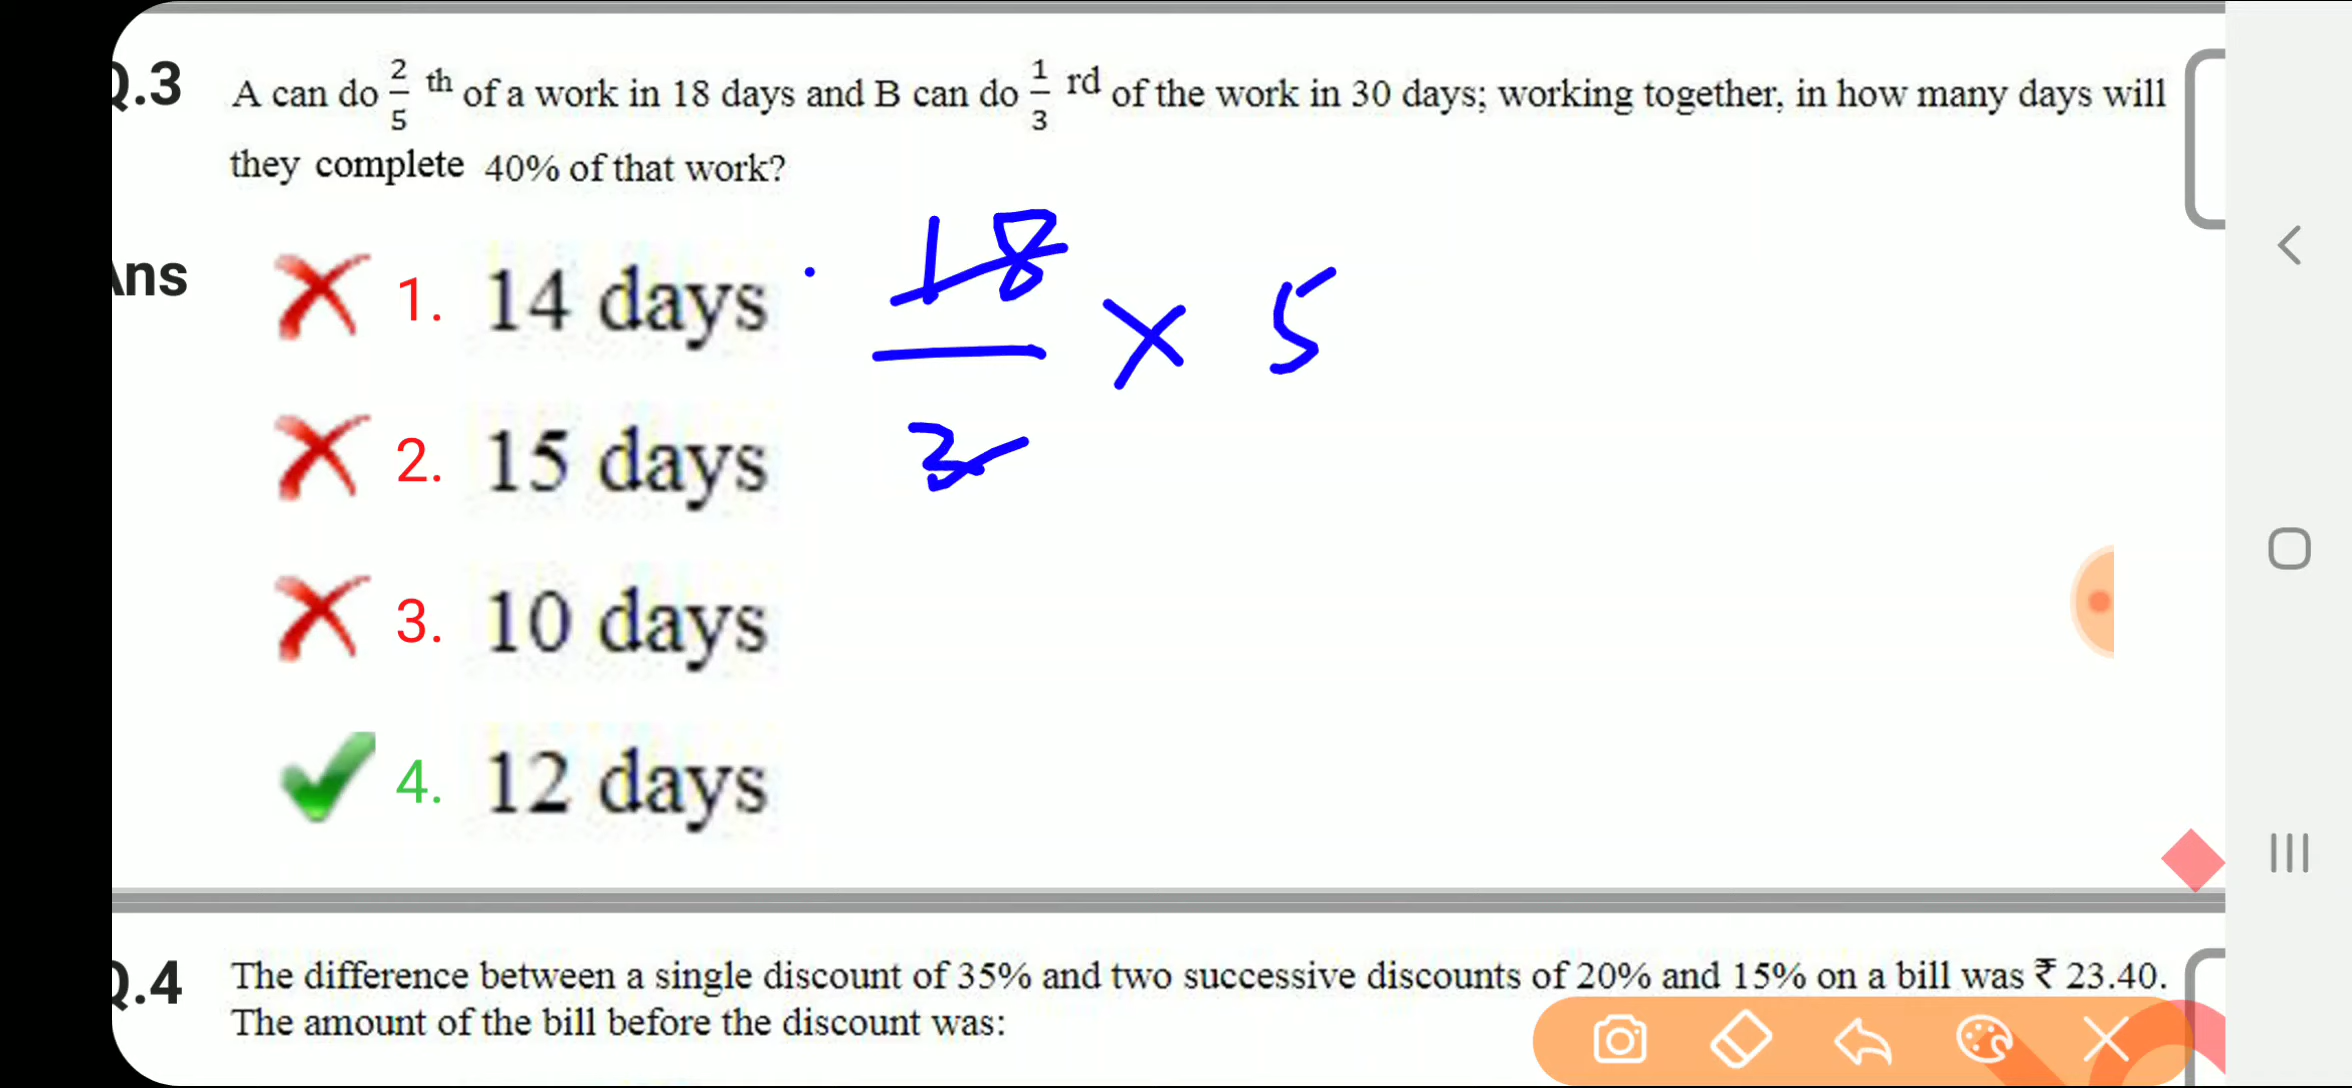 Q.3 A can do 2/5 th of a work in 18 days and B can do 1/3 rd of the work in 30 days; working together, in how many days will
they complete 40% of that work?
Ans
1. 14 days
18/2 × 5
2. 15 days
3. 10 days
4. 12 days
Q.4 The difference between a single discount of 35% and two successive discounts of 20% and 15% on a bill was ₹ 23.40.
The amount of the bill before the discount was: